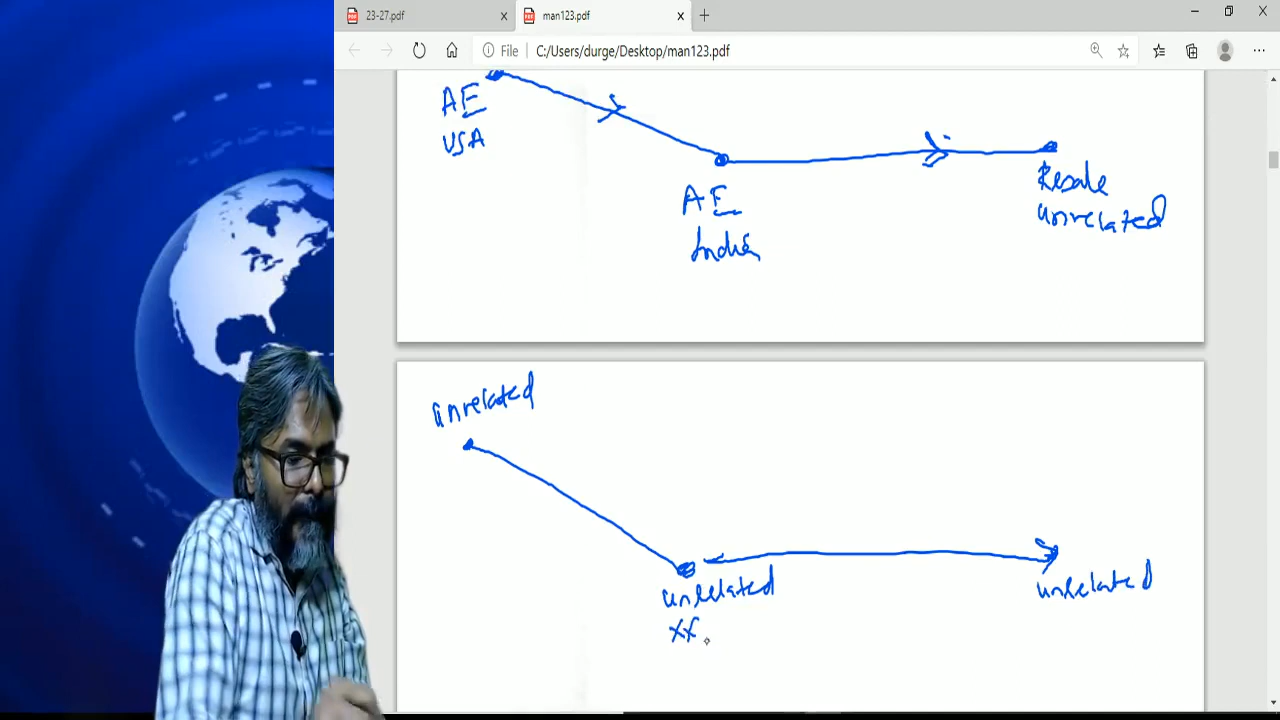 23-27.pdf
man123.pdf
File
C:/Users/durge/Desktop/man123.pdf
AE
USA
AE
India
Resale
unrelated
unrelated
unrelated
XX
unrelated